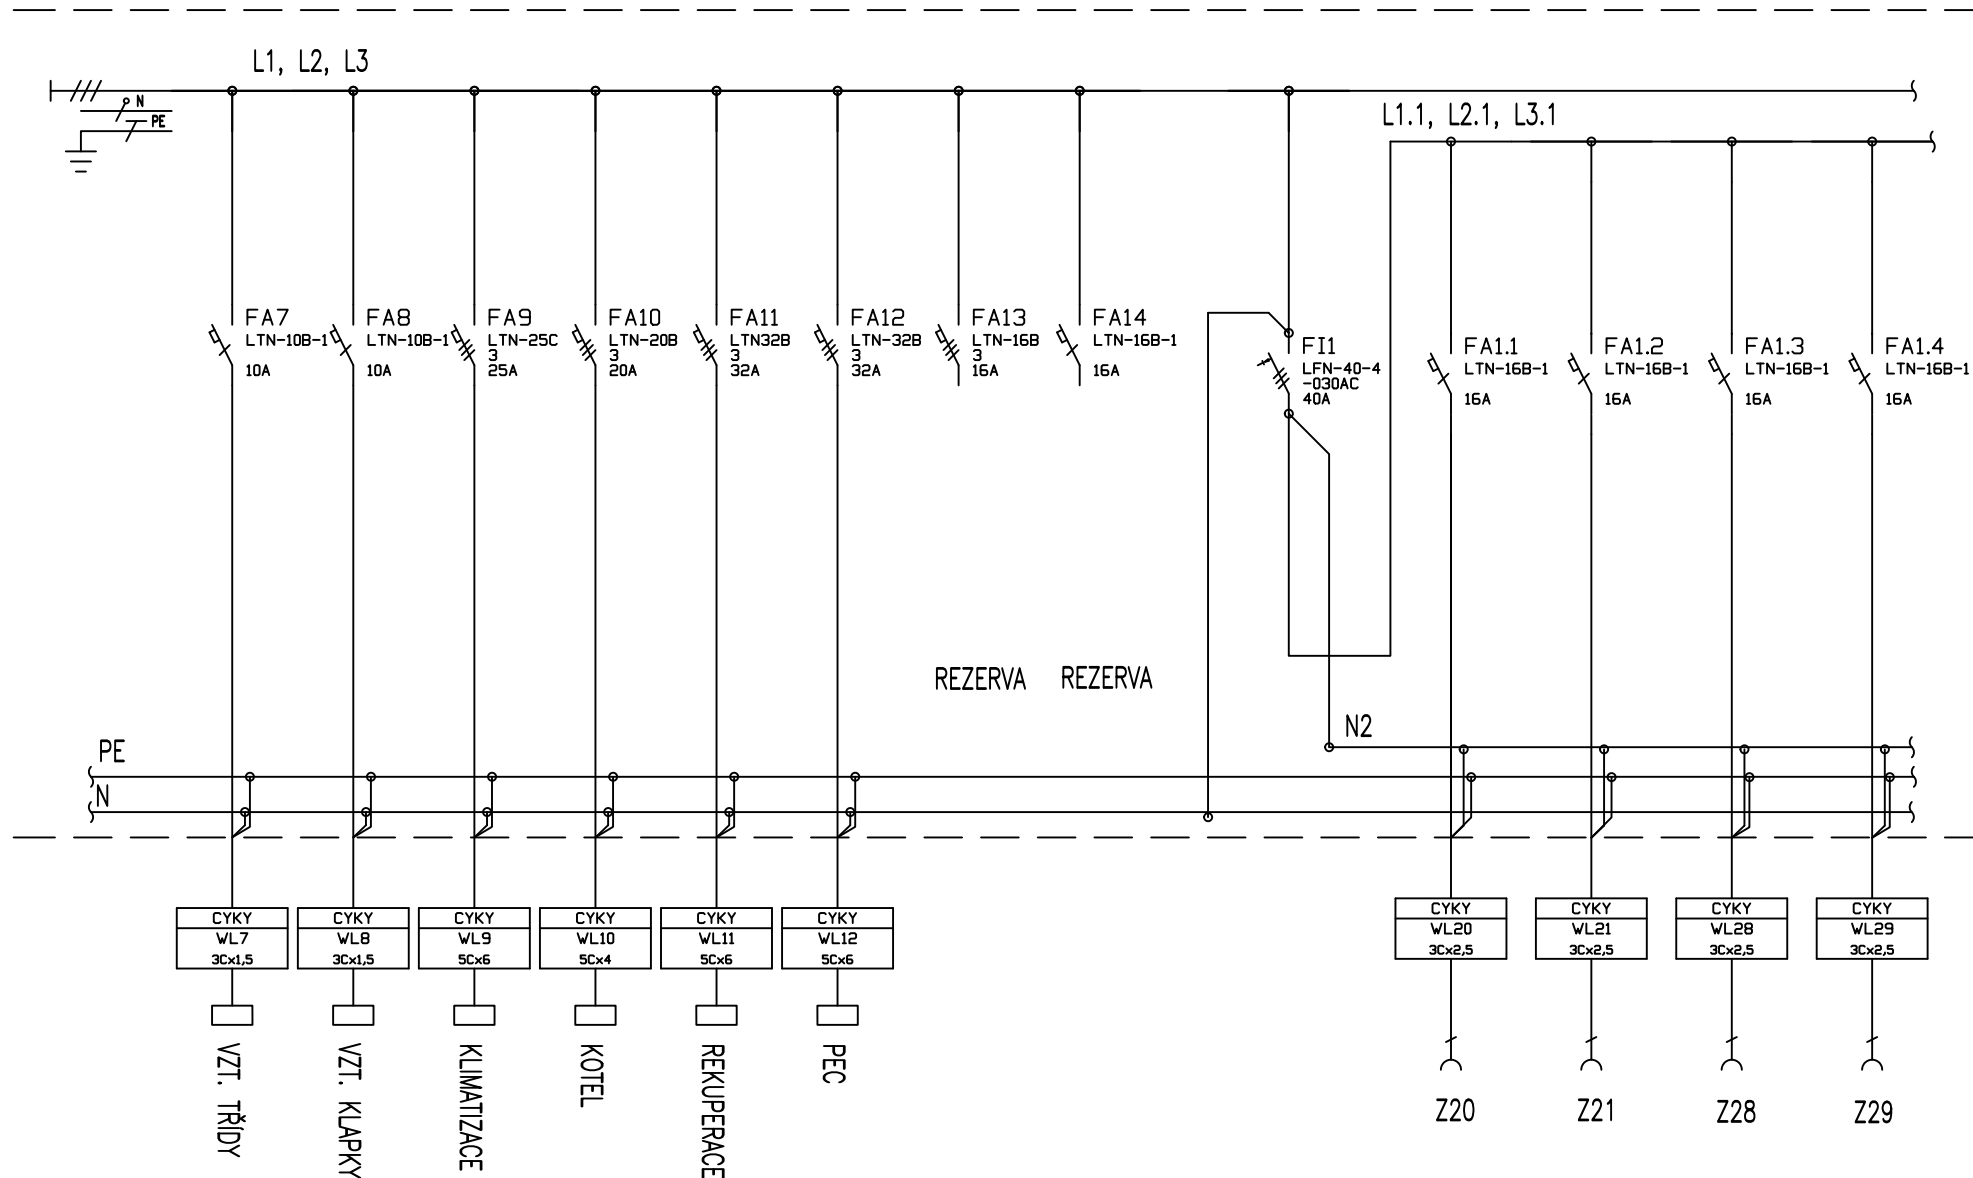 L1, L2, L3
N
PE
L1.1, L2.1, L3.1
FA7
LTN-10B-1
10A
FA8
LTN-10B-1
10A
FA9
LTN-25C
3
25A
FA10
LTN-20B
3
20A
FA11
LTN32B
3
32A
FA12
LTN-32B
3
32A
FA13
LTN-16B
3
16A
FA14
LTN-16B-1
16A
FI1
LFN-40-4
-030AC
40A
FA1.1
LTN-16B-1
16A
FA1.2
LTN-16B-1
16A
FA1.3
LTN-16B-1
16A
FA1.4
LTN-16B-1
16A
REZERVA
REZERVA
N2
PE
N
CYKY
WL7
3Cx1,5
CYKY
WL8
3Cx1,5
CYKY
WL9
5Cx6
CYKY
WL10
5Cx4
CYKY
WL11
5Cx6
CYKY
WL12
5Cx6
CYKY
WL20
3Cx2,5
CYKY
WL21
3Cx2,5
CYKY
WL28
3Cx2,5
CYKY
WL29
3Cx2,5
VZT. TŘÍDY
VZT. KLAPKY
KLIMATIZACE
KOTEL
REKUPERACE
PEC
Z20
Z21
Z28
Z29